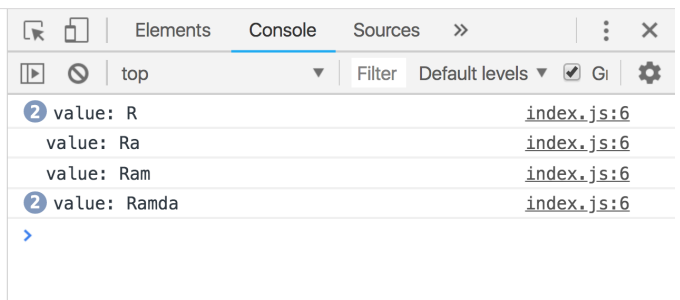 Elements Console Sources »
top ▼ Filter Default levels ▼ Gr
2 value: R index.js:6
value: Ra index.js:6
value: Ram index.js:6
2 value: Ramda index.js:6